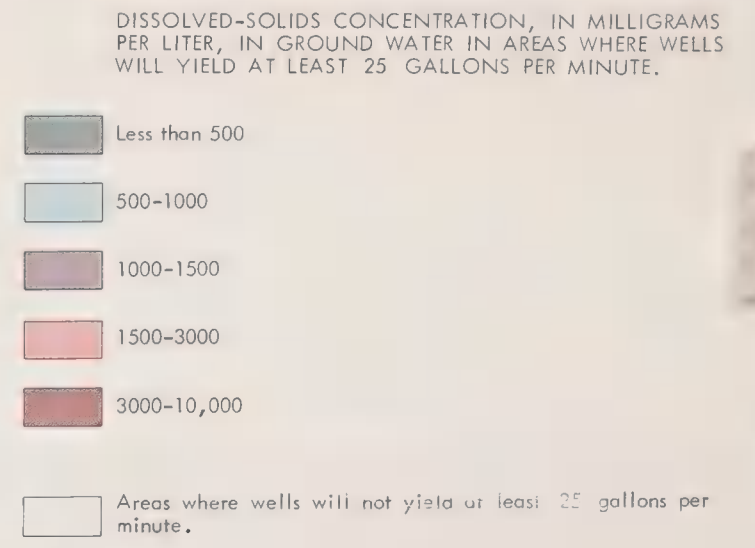 DISSOLVED-SOLIDS CONCENTRATION, IN MILLIGRAMS
PER LITER, IN GROUND WATER IN AREAS WHERE WELLS
WILL YIELD AT LEAST 25 GALLONS PER MINUTE.
Less than 500
500-1000
1000-1500
1500-3000
3000-10,000
Areas where wells will not yield at least 25 gallons per
minute.